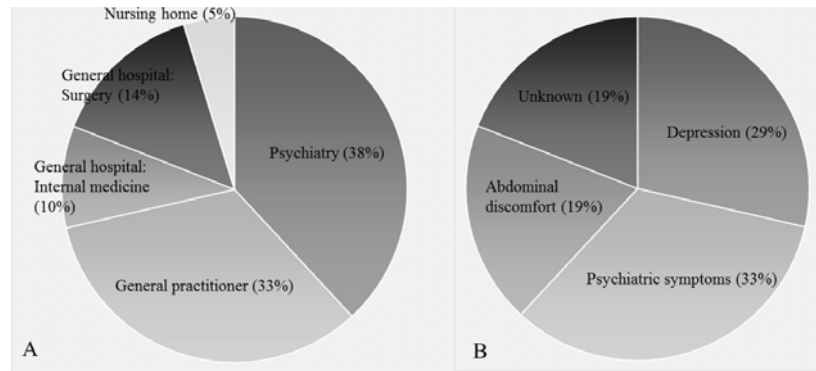 Nursing home (5%)
General hospital:
Surgery (14%)
General hospital:
Internal medicine
(10%)
Psychiatry (38%)
General practitioner (33%)
A
Unknown (19%)
Depression (29%)
Abdominal
discomfort (19%)
Psychiatric symptoms (33%)
B